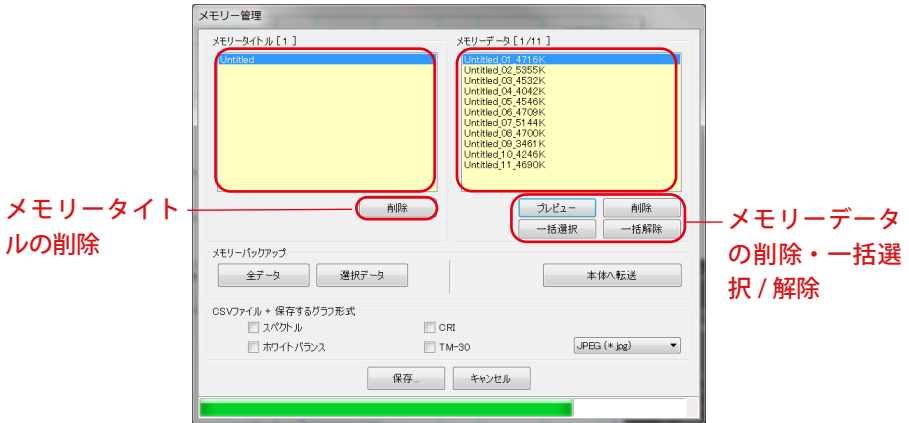 メモリー管理
メモリータイトル [ 1 ]
Untitled
削除
メモリーデータ [ 1/11 ]
Untitled_01_4716K
Untitled_02_5355K
Untitled_03_4532K
Untitled_04_4042K
Untitled_05_4546K
Untitled_06_4709K
Untitled_07_5144K
Untitled_08_4700K
Untitled_09_3461K
Untitled_10_4246K
Untitled_11_4690K
プレビュー 削除
一括選択 一括解除
メモリータイト
ルの削除
メモリーデータ
の削除・一括選
択 / 解除
メモリーバックアップ
全データ 選択データ 本体へ転送
CSVファイル + 保存するグラフ形式
スペクトル CRI
ホワイトバランス TM-30 JPEG (*.jpg)
保存... キャンセル